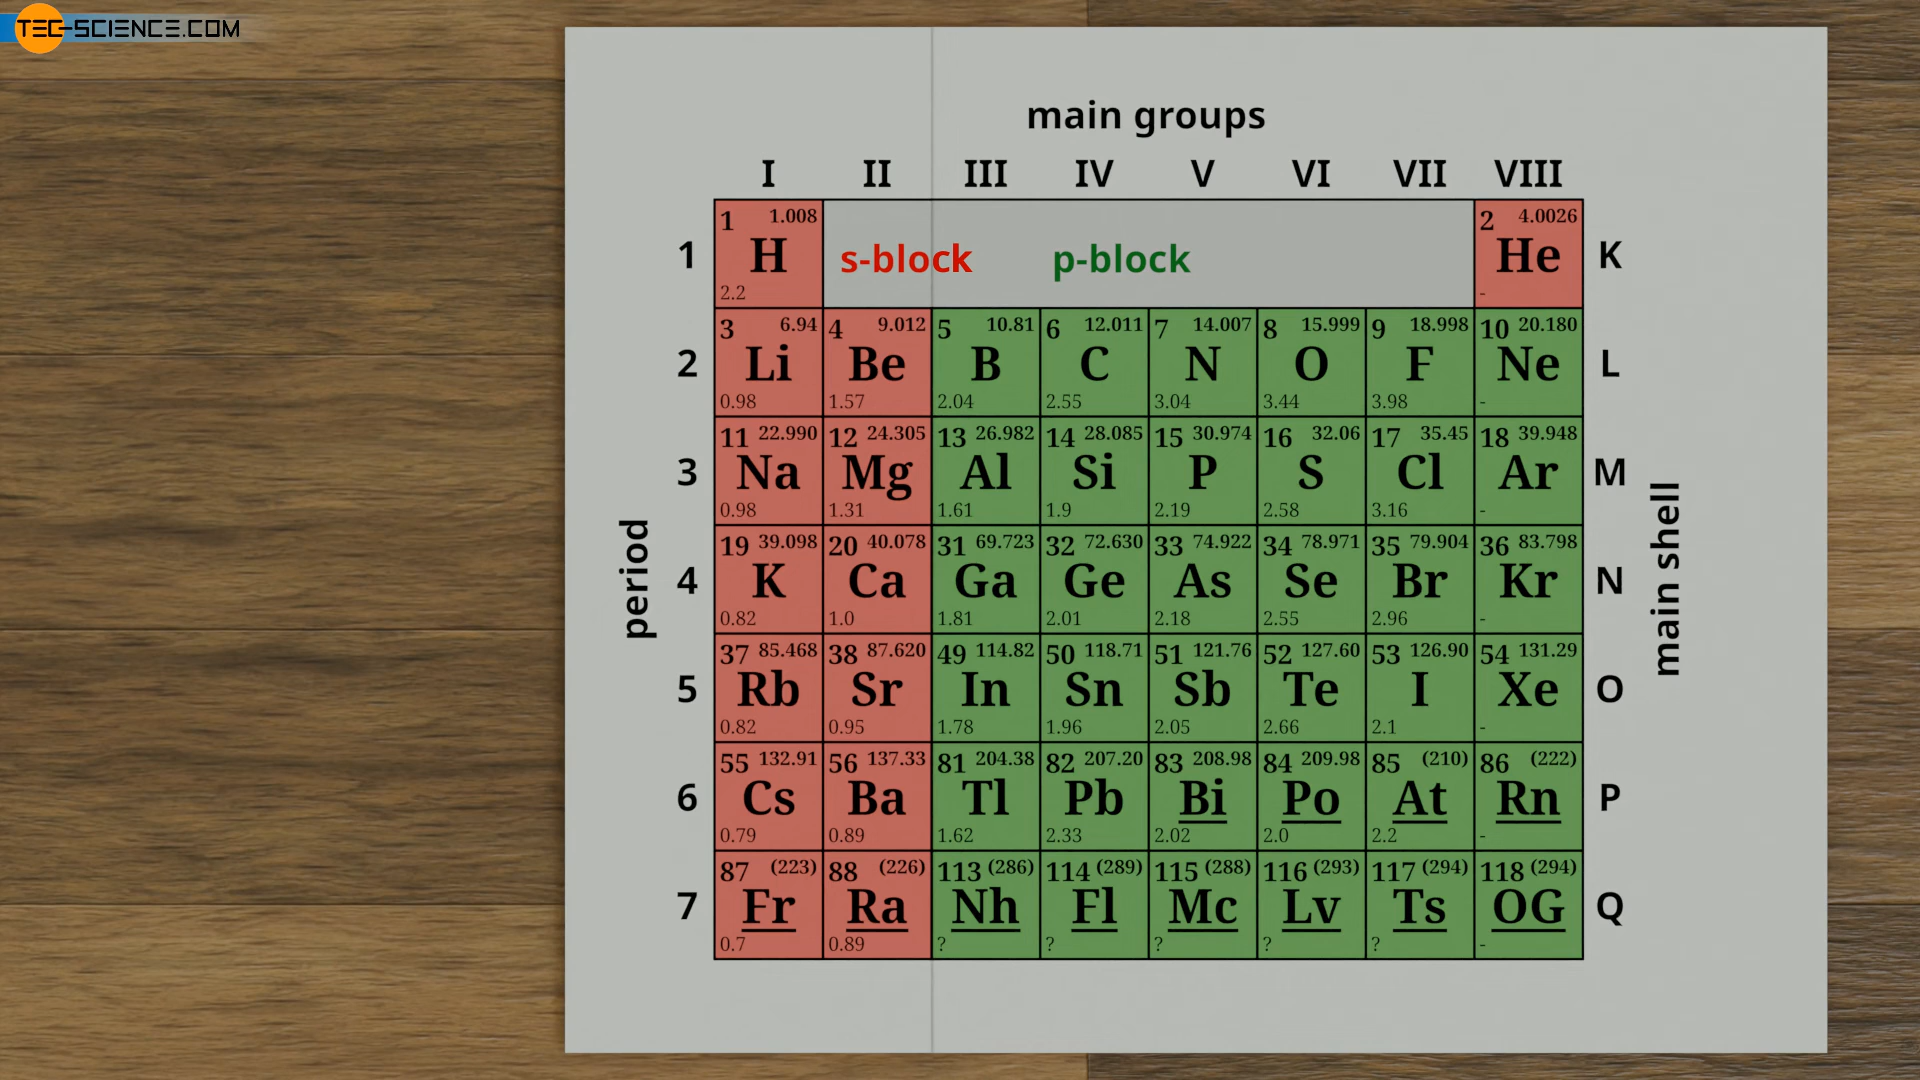 TEC-SCIENCE.COM
main groups
I II III IV V VI VII VIII
1 1.008 2 4.0026
1 H s-block p-block He K
2.2 -
3 6.94 4 9.012 5 10.81 6 12.011 7 14.007 8 15.999 9 18.998 10 20.180
2 Li Be B C N O F Ne L
0.98 1.57 2.04 2.55 3.04 3.44 3.98 -
11 22.990 12 24.305 13 26.982 14 28.085 15 30.974 16 32.06 17 35.45 18 39.948
3 Na Mg Al Si P S Cl Ar M
0.98 1.31 1.61 1.9 2.19 2.58 3.16 -
19 39.098 20 40.078 31 69.723 32 72.630 33 74.922 34 78.971 35 79.904 36 83.798
period 4 K Ca Ga Ge As Se Br Kr N main shell
0.82 1.0 1.81 2.01 2.18 2.55 2.96 -
37 85.468 38 87.620 49 114.82 50 118.71 51 121.76 52 127.60 53 126.90 54 131.29
5 Rb Sr In Sn Sb Te I Xe O
0.82 0.95 1.78 1.96 2.05 2.66 2.1 -
55 132.91 56 137.33 81 204.38 82 207.20 83 208.98 84 209.98 85 (210) 86 (222)
6 Cs Ba Tl Pb Bi Po At Rn P
0.79 0.89 1.62 2.33 2.02 2.0 2.2 -
87 (223) 88 (226) 113 (286) 114 (289) 115 (288) 116 (293) 117 (294) 118 (294)
7 Fr Ra Nh Fl Mc Lv Ts OG Q
0.7 0.89 ? ? ? ? ? -